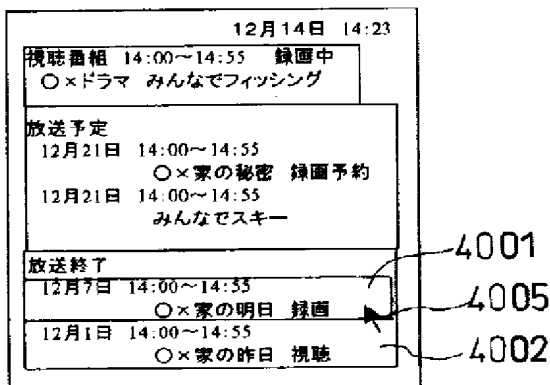 12月14日 14:23
視聴番組 14:00～14:55 録画中
○×ドラマ みんなでフィッシング
放送予定
12月21日 14:00～14:55
○×家の秘密 録画予約
12月21日 14:00～14:55
みんなでスキー
放送終了
12月7日 14:00～14:55
○×家の明日 録画
12月1日 14:00～14:55
○×家の昨日 視聴
4001
4005
4002